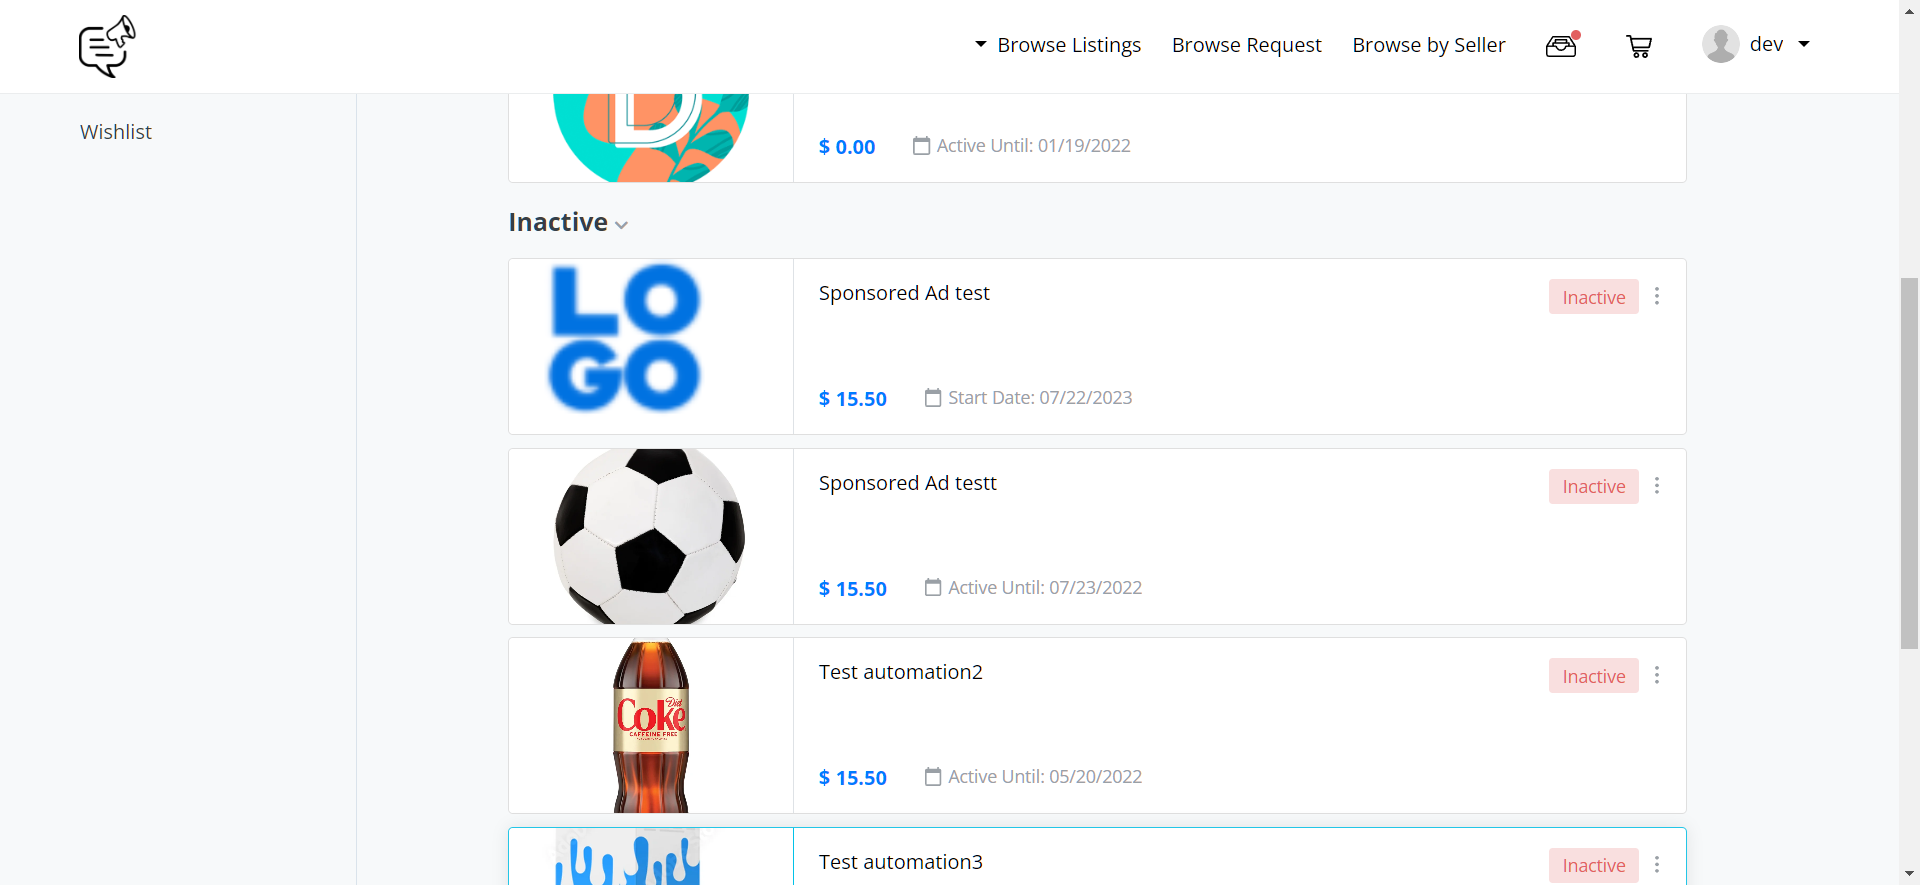 Browse Listings
Browse Request
Browse by Seller
dev
Wishlist
D
$ 0.00
Active Until: 01/19/2022
Inactive
LO
GO
Sponsored Ad test
Inactive
$ 15.50
Start Date: 07/22/2023
Sponsored Ad testt
Inactive
$ 15.50
Active Until: 07/23/2022
Diet
Coke
CAFFEINE FREE
Test automation2
Inactive
$ 15.50
Active Until: 05/20/2022
Test automation3
Inactive